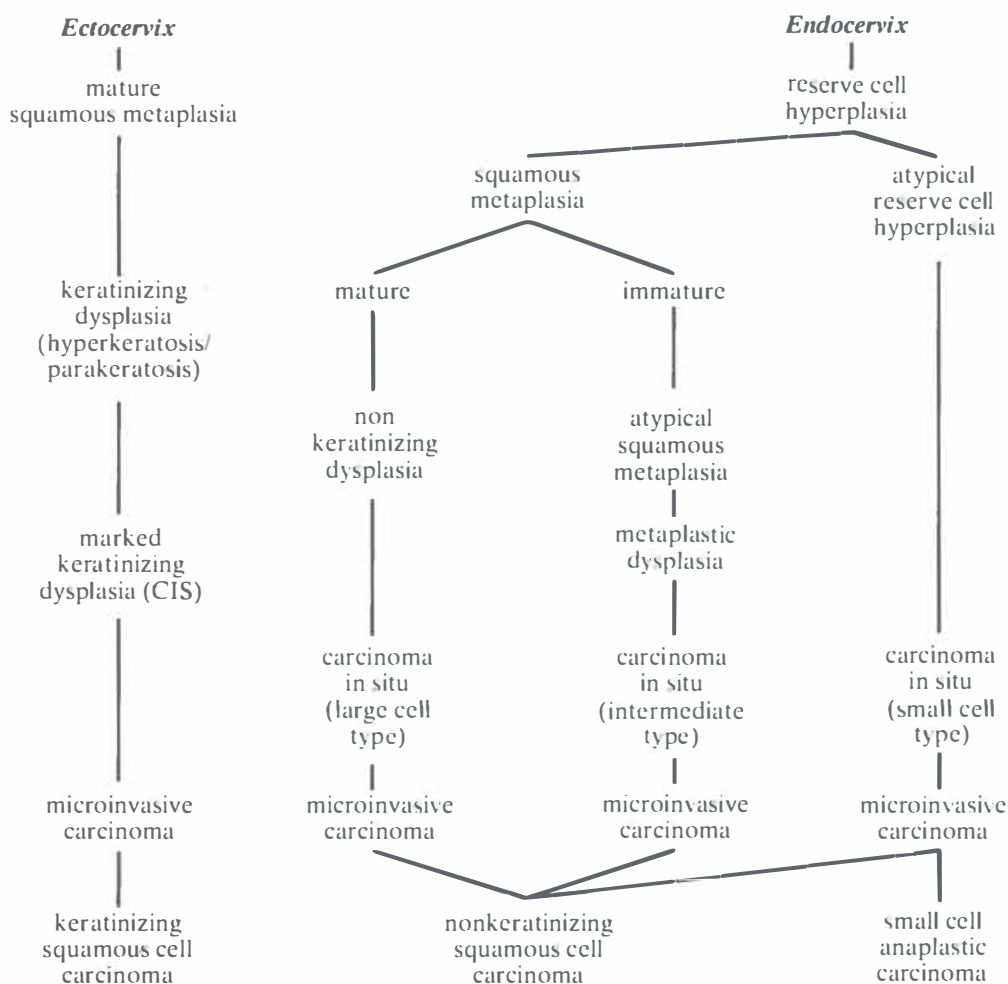 Ectocervix
mature
squamous metaplasia
keratinizing
dysplasia
(hyperkeratosis/
parakeratosis)
marked
keratinizing
dysplasia (CIS)
microinvasive
carcinoma
keratinizing
squamous cell
carcinoma
Endocervix
reserve cell
hyperplasia
squamous
metaplasia
mature
non
keratinizing
dysplasia
carcinoma
in situ
(large cell
type)
microinvasive
carcinoma
immature
atypical
squamous
metaplasia
metaplastic
dysplasia
carcinoma
in situ
(intermediate
type)
microinvasive
carcinoma
nonkeratinizing
squamous cell
carcinoma
atypical
reserve cell
hyperplasia
carcinoma
in situ
(small cell
type)
microinvasive
carcinoma
small cell
anaplastic
carcinoma